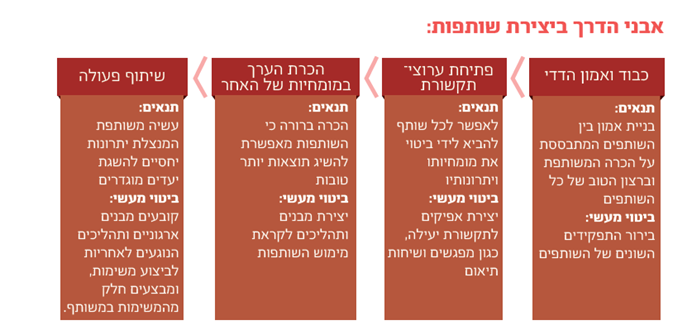 אבני הדרך ביצירת שותפות:
כבוד ואמון הדדי
תנאים:
בניית אמון בין
השותפים המתבססת
על הכרה המשותפת
וברצון הטוב של כל
השותפים
ביטוי מעשי:
בירור התפקידים
השונים של השותפים
פתיחת ערוצי־
תקשורת
תנאים:
לאפשר לכל שותף
להביא לידי ביטוי
את מומחיותו
ויתרונותיו
ביטוי מעשי:
יצירת אפיקים
לתקשורת יעילה,
כגון מפגשים ושיחות
תיאום
הכרת הערך
במומחיות של האחר
תנאים:
הכרה ברורה כי
השותפות מאפשרת
להשיג תוצאות יותר
טובות
ביטוי מעשי:
יצירת מבנים
ותהליכים לקראת
מימוש השותפות
שיתוף פעולה
תנאים:
עשיה משותפת
המנצלת יתרונות
יחסיים להשגת
יעדים מוגדרים
ביטוי מעשי:
קובעים מבנים
ארגוניים ותהליכים
הנוגעים לאחריות
לביצוע משימות,
ומבצעים חלק
מהמשימות במשותף.